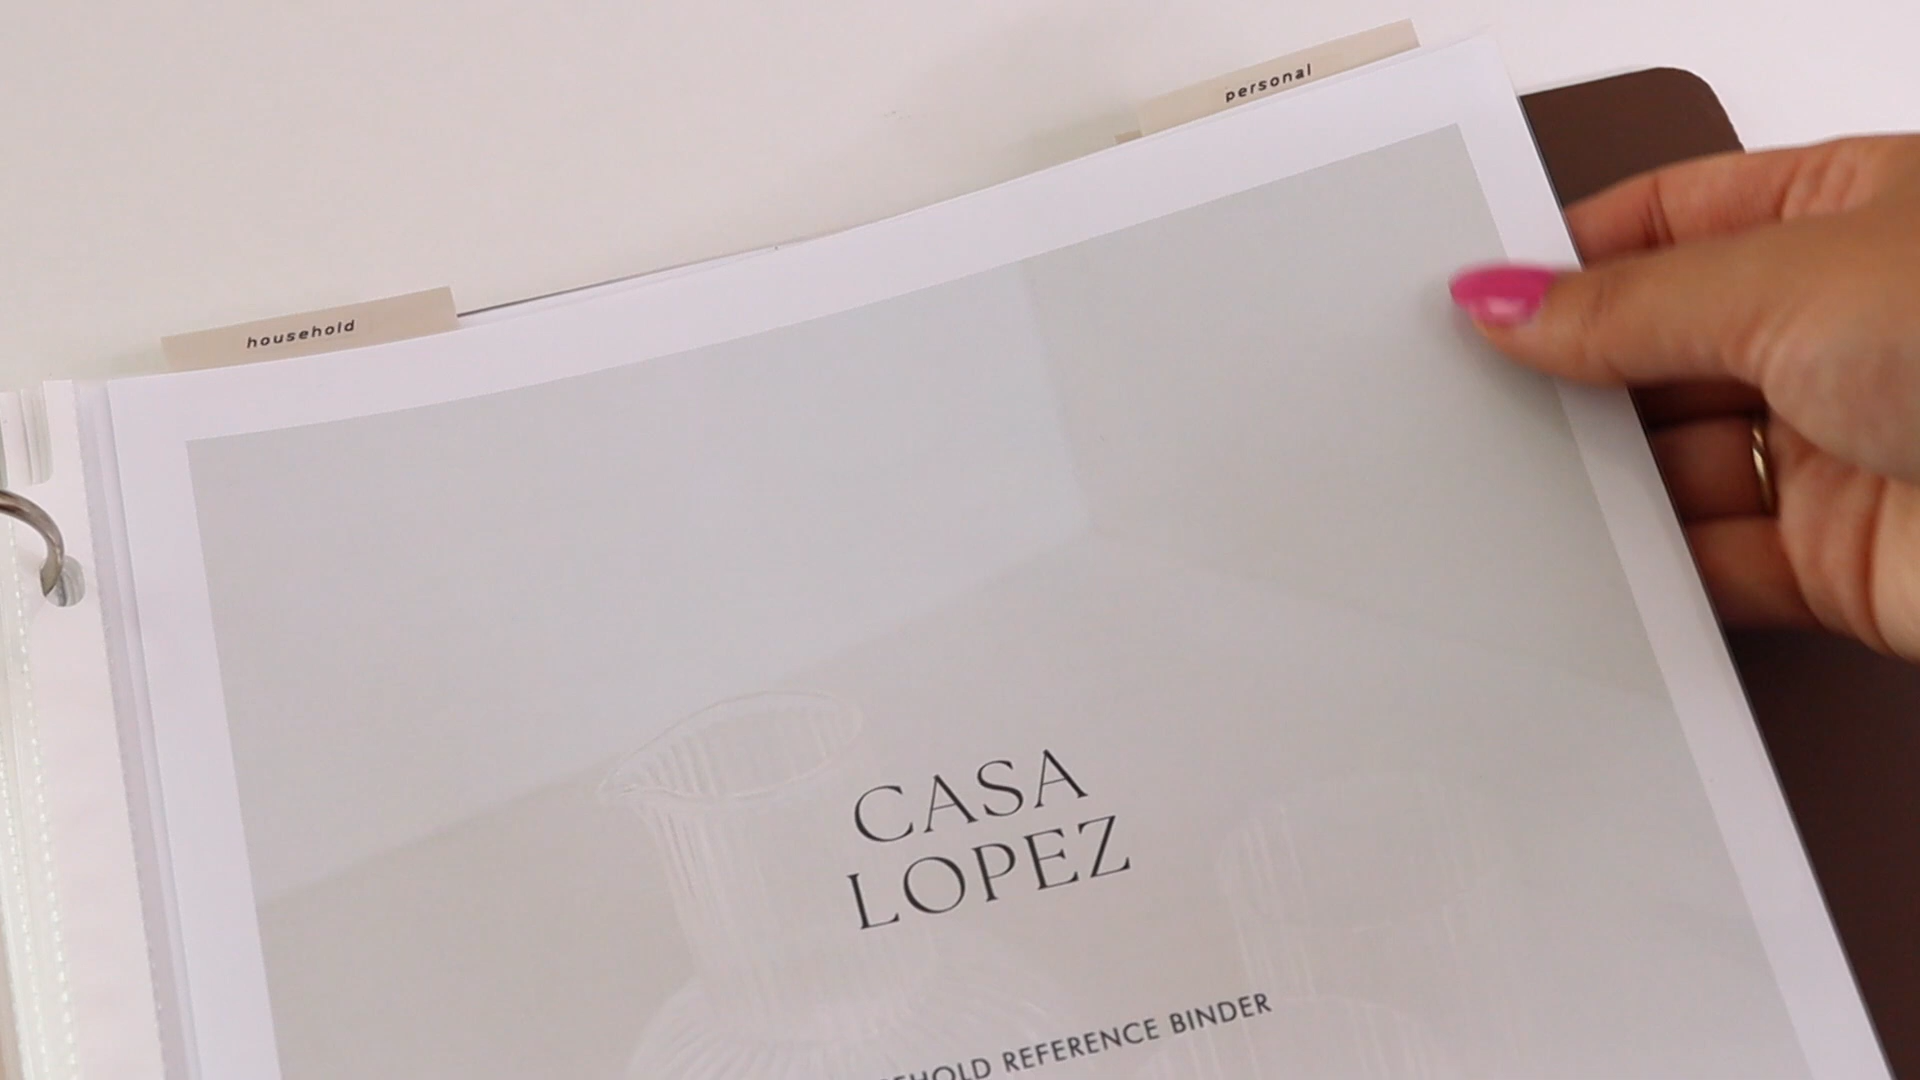 personal
household
CASA
LOPEZ
REFERENCE BINDER